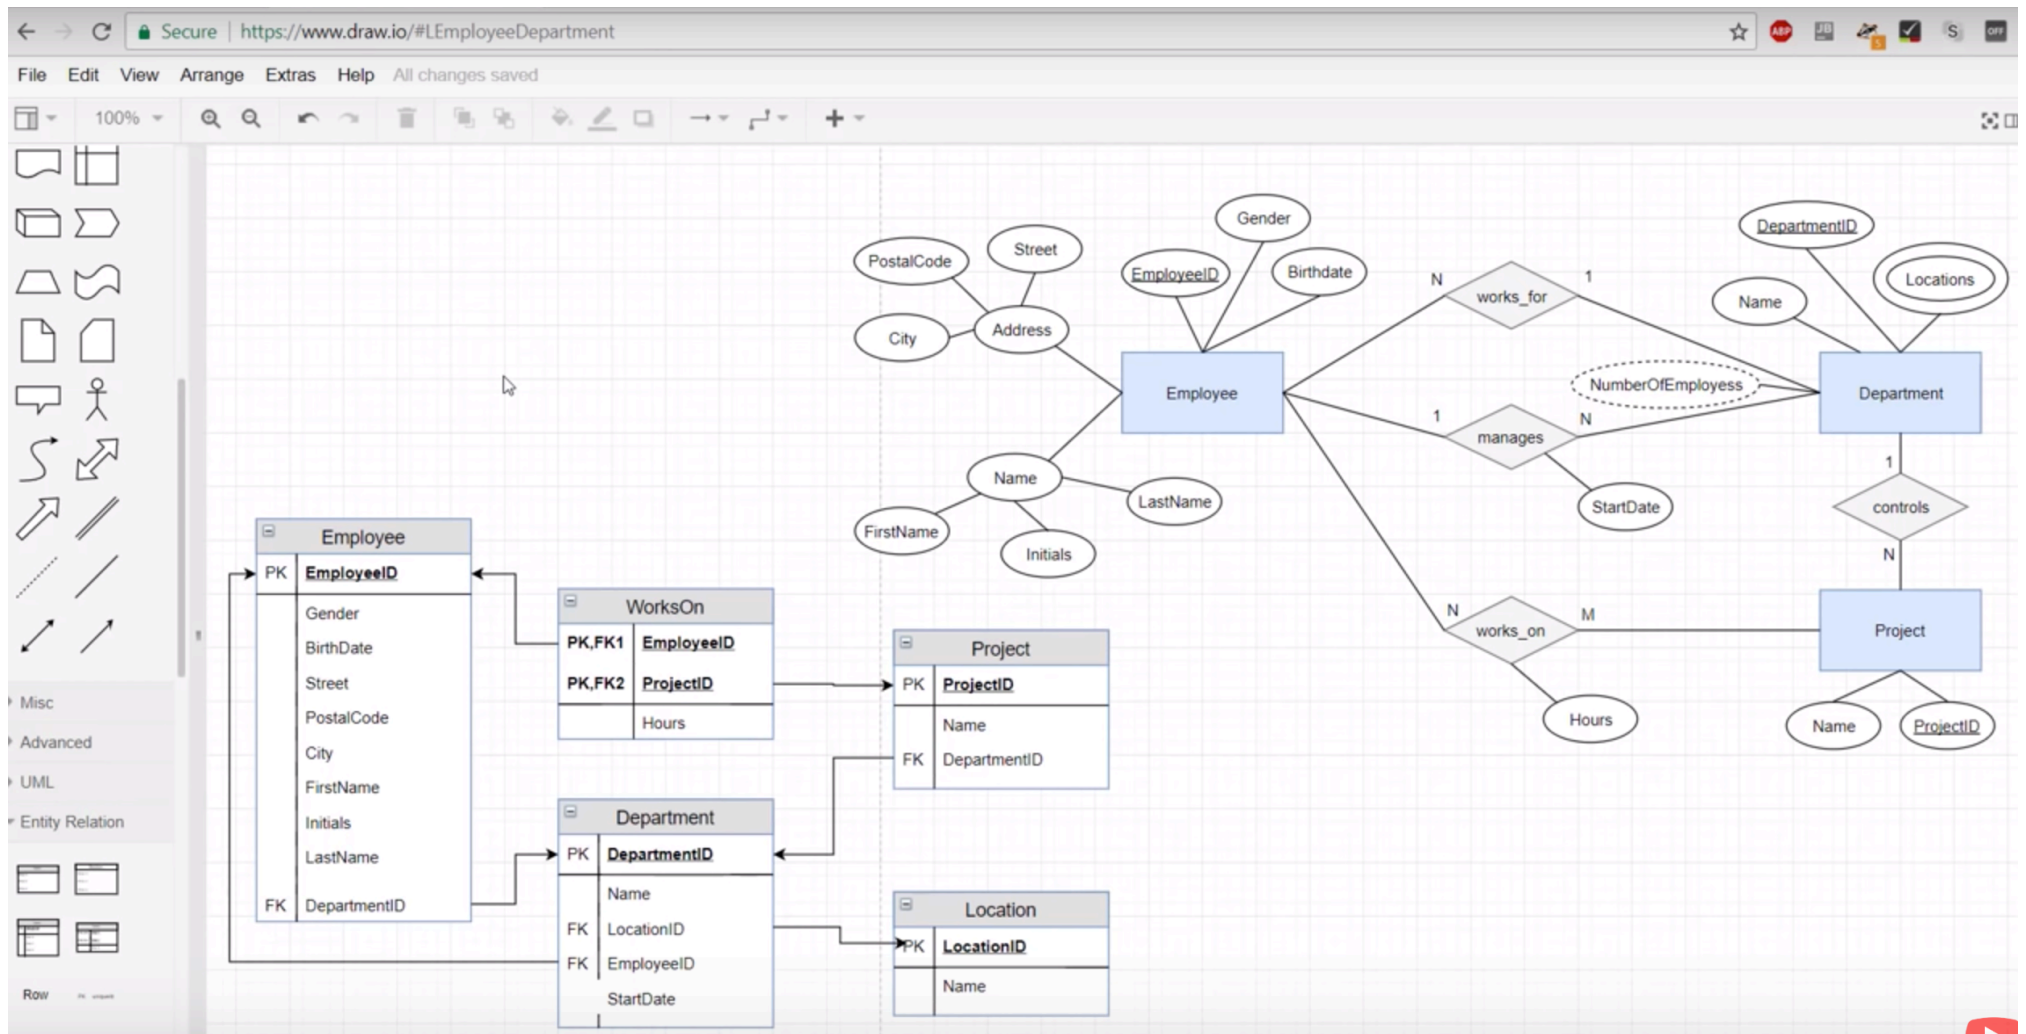 Secure https://www.draw.io/#LEmployeeDepartment
ABP
JB
5
S
OFF
File Edit View Arrange Extras Help All changes saved
100%
Misc
Advanced
UML
Entity Relation
Row
Employee
PK EmployeeID
Gender
BirthDate
Street
PostalCode
City
FirstName
Initials
LastName
FK DepartmentID
WorksOn
PK,FK1 EmployeeID
PK,FK2 ProjectID
Hours
Department
PK DepartmentID
Name
FK LocationID
FK EmployeeID
StartDate
Project
PK ProjectID
Name
FK DepartmentID
Location
PK LocationID
Name
PostalCode
Street
City
Address
EmployeeID
Gender
Birthdate
Employee
Name
FirstName
Initials
LastName
N
works_for
1
1
manages
N
StartDate
NumberOfEmployess
DepartmentID
Name
Locations
Department
1
controls
N
N
works_on
M
Hours
Project
Name
ProjectID